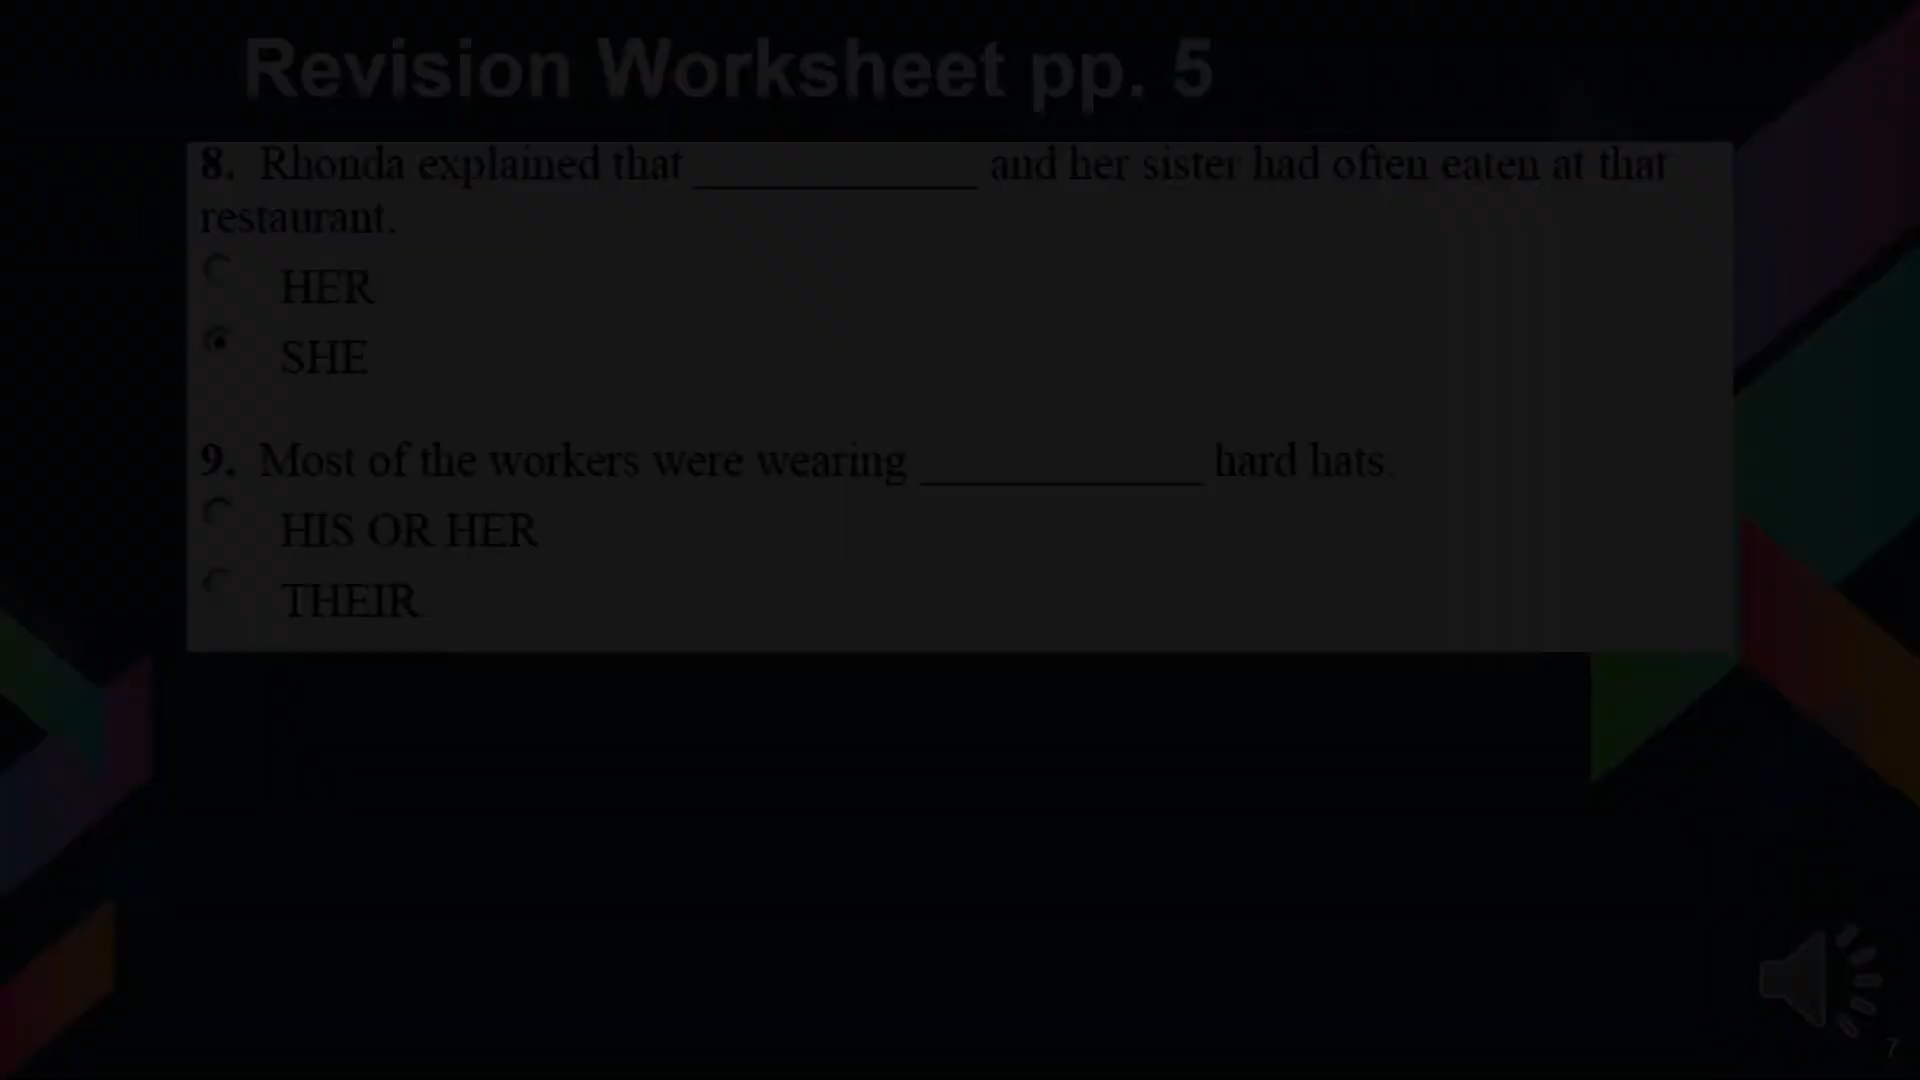 Revision Worksheet pp. 5
8. Rhonda explained that ____________ and her sister had often eaten at that
restaurant.
HER
SHE
9. Most of the workers were wearing ____________ hard hats.
HIS OR HER
THEIR
7